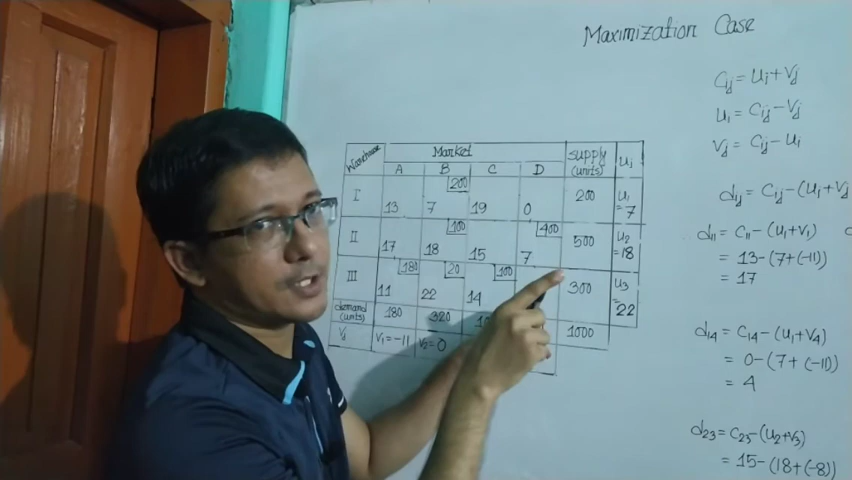 Maximization Case
Cij = ui + vj
ui = Cij - vj
vj = Cij - ui
dij = Cij - (ui + vj
d11 = C11 - (u1 + v1)
= 13 - (7 + (-11))
= 17
d14 = C14 - (u1 + v4)
= 0 - (7 + (-11))
= 4
d23 = C23 - (u2 + v3)
= 15 - (18 + (-8))
Warehouse Market supply (units) ui
A B C D
200
I 13 7 19 0 200 u1 = 7
100 400
II 17 18 15 7 500 u2 = 18
180 20 100
III 11 22 14 300 u3 = 22
demand (units) 180 320 1000
vj v1 = -11 v2 = 0